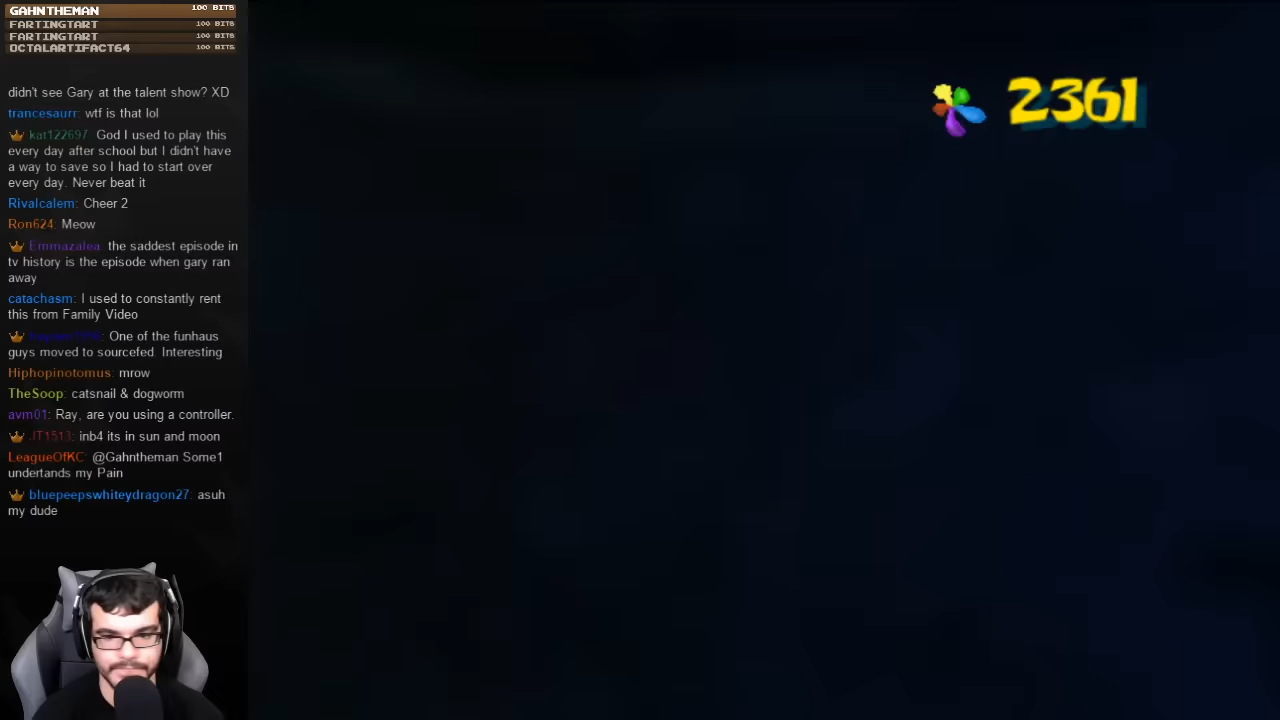 GAHNTHEMAN 100 BITS
FARTINGTART 100 BITS
FARTINGTART 100 BITS
OCTALARTIFACT64 100 BITS
didn't see Gary at the talent show? XD
trancesaurr: wtf is that lol
kat122697: God I used to play this
every day after school but I didn't have
a way to save so I had to start over
every day. Never beat it
Rivalcalem: Cheer 2
Ron624: Meow
Emmazalea: the saddest episode in
tv history is the episode when gary ran
away
catachasm: I used to constantly rent
this from Family Video
: One of the funhaus
guys moved to sourcefed. Interesting
Hiphopinotomus: mrow
TheSoop: catsnail & dogworm
avm01: Ray, are you using a controller.
JT1513: inb4 its in sun and moon
LeagueOfKC: @Gahntheman Some1
undertands my Pain
bluepeepswhiteydragon27: asuh
my dude
2361